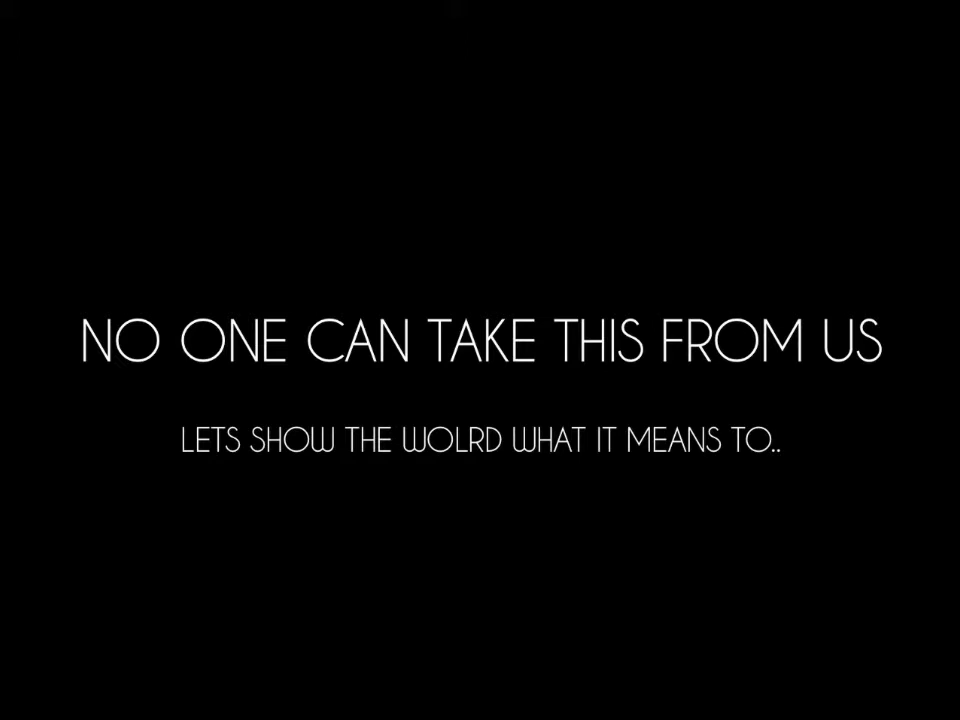 NO ONE CAN TAKE THIS FROM US
LETS SHOW THE WOLRD WHAT IT MEANS TO..